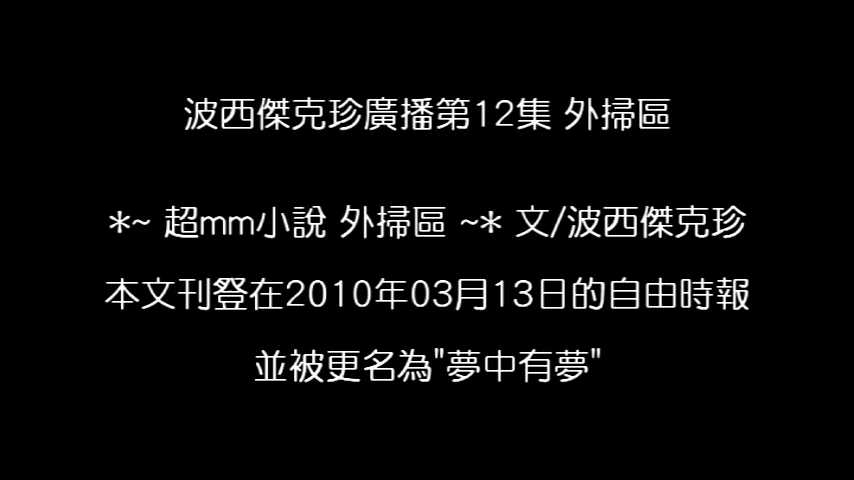 波西傑克珍廣播第12集 外掃區
*~ 超mm小說 外掃區 ~* 文/波西傑克珍
本文刊登在2010年03月13日的自由時報
並被更名為"夢中有夢"